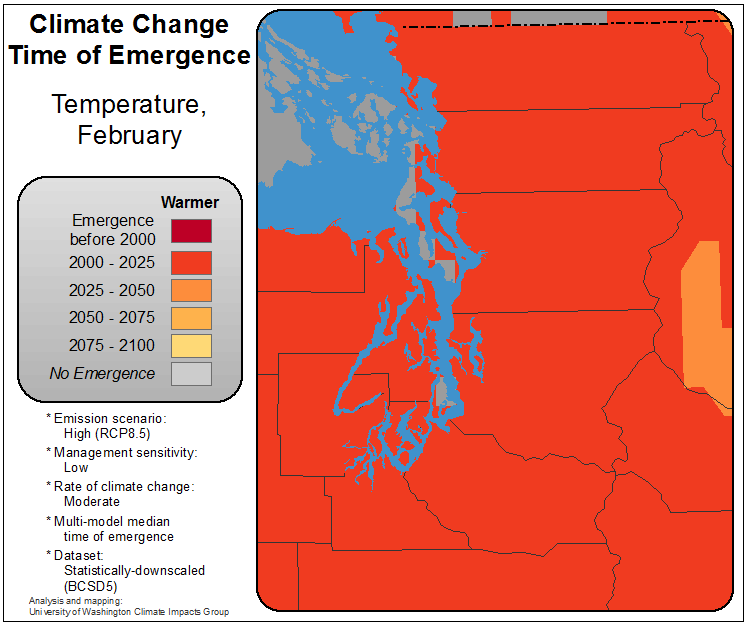 Climate Change
Time of Emergence
Temperature,
February
Warmer
Emergence
before 2000
2000 - 2025
2025 - 2050
2050 - 2075
2075 - 2100
No Emergence
* Emission scenario:
High (RCP8.5)
* Management sensitivity:
Low
* Rate of climate change:
Moderate
* Multi-model median
time of emergence
* Dataset:
Statistically-downscaled
(BCSD5)
Analysis and mapping:
University of Washington Climate Impacts Group